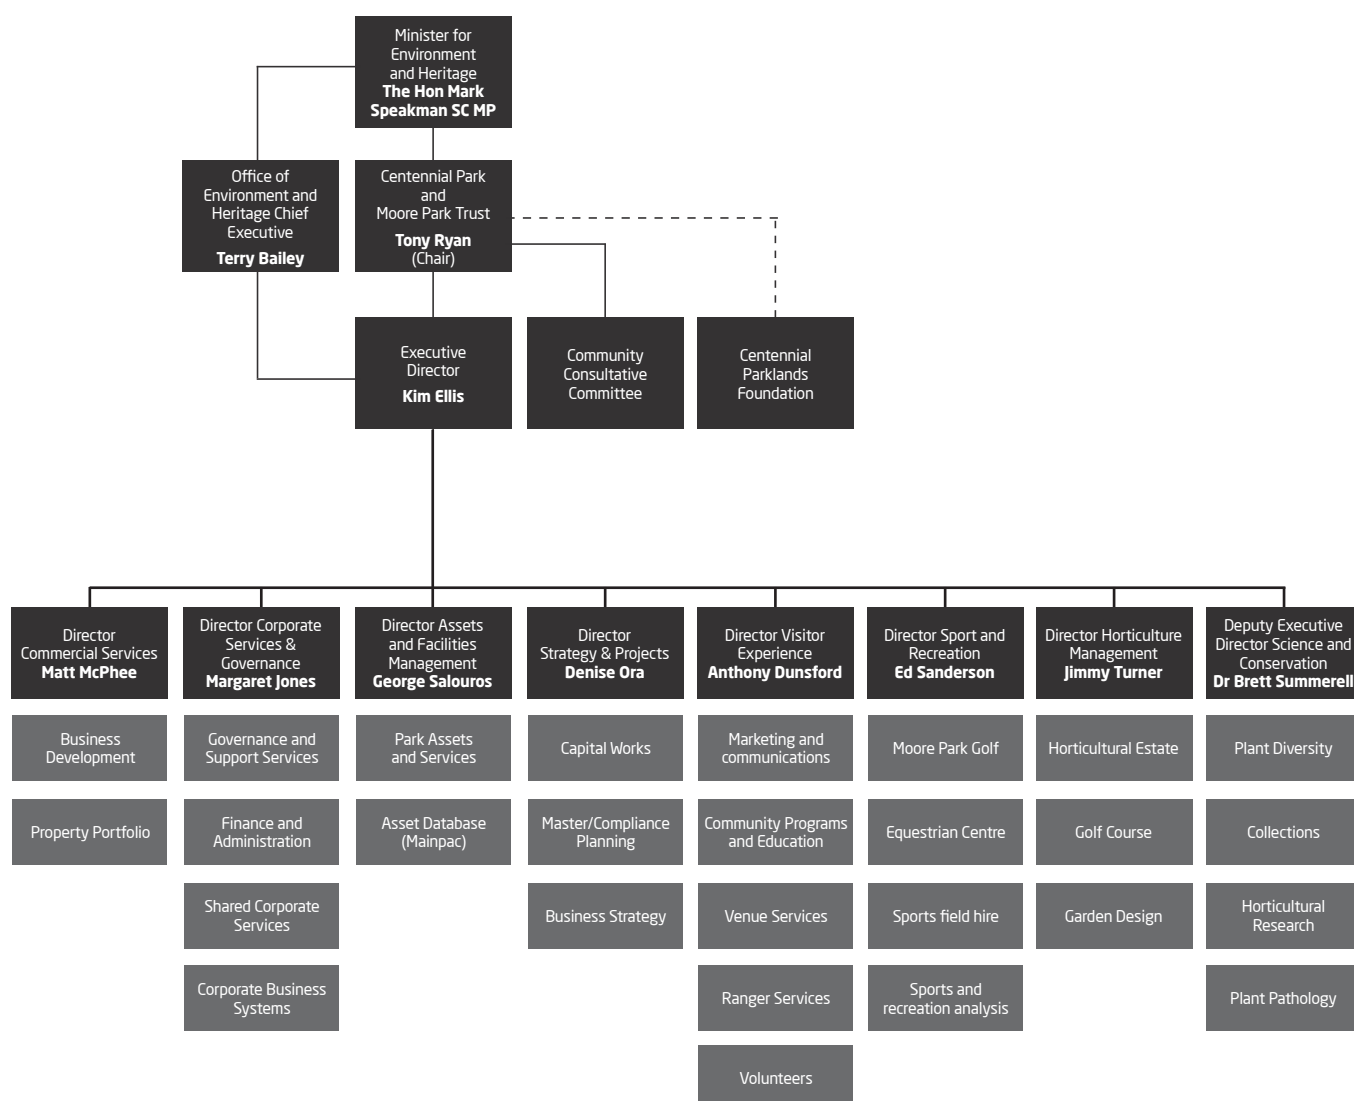 Minister for
Environment
and Heritage
The Hon Mark
Speakman SC MP
Office of
Environment and
Heritage Chief
Executive
Terry Bailey
Centennial Park
and
Moore Park Trust
Tony Ryan
(Chair)
Executive
Director
Kim Ellis
Community
Consultative
Committee
Centennial
Parklands
Foundation
Director
Commercial Services
Matt McPhee
Business
Development
Property Portfolio
Director Corporate
Services &
Governance
Margaret Jones
Governance and
Support Services
Finance and
Administration
Shared Corporate
Services
Corporate Business
Systems
Director Assets
and Facilities
Management
George Salouros
Park Assets
and Services
Asset Database
(Mainpac)
Director
Strategy & Projects
Denise Ora
Capital Works
Master/Compliance
Planning
Business Strategy
Director Visitor
Experience
Anthony Dunsford
Marketing and
communications
Community Programs
and Education
Venue Services
Ranger Services
Volunteers
Director Sport and
Recreation
Ed Sanderson
Moore Park Golf
Equestrian Centre
Sports field hire
Sports and
recreation analysis
Director Horticulture
Management
Jimmy Turner
Horticultural Estate
Golf Course
Garden Design
Deputy Executive
Director Science and
Conservation
Dr Brett Summerell
Plant Diversity
Collections
Horticultural
Research
Plant Pathology